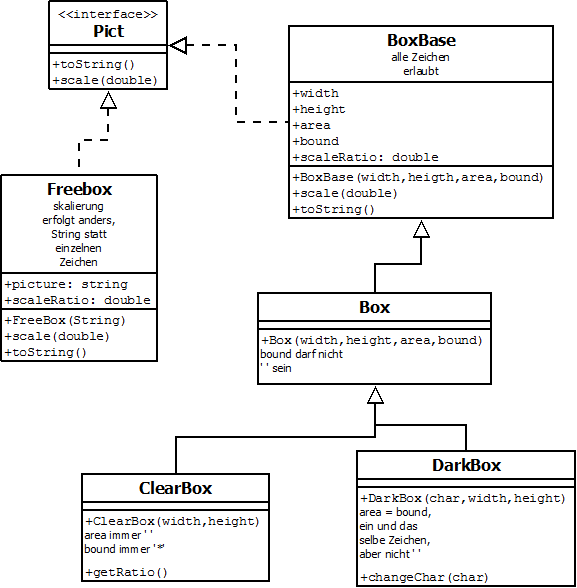 <<interface>>
Pict
+toString()
+scale(double)
BoxBase
alle Zeichen
erlaubt
+width
+height
+area
+bound
+scaleRatio: double
+BoxBase(width,heigth,area,bound)
+scale(double)
+toString()
Freebox
skalierung
erfolgt anders,
String statt
einzelnen
Zeichen
+picture: string
+scaleRatio: double
+FreeBox(String)
+scale(double)
+toString()
Box
+Box(width,height,area,bound)
bound darf nicht
' ' sein
ClearBox
+ClearBox(width,height)
area immer ' '
bound immer '*'
+getRatio()
DarkBox
+DarkBox(char,width,height)
area = bound,
ein und das
selbe Zeichen,
aber nicht ' '
+changeChar(char)